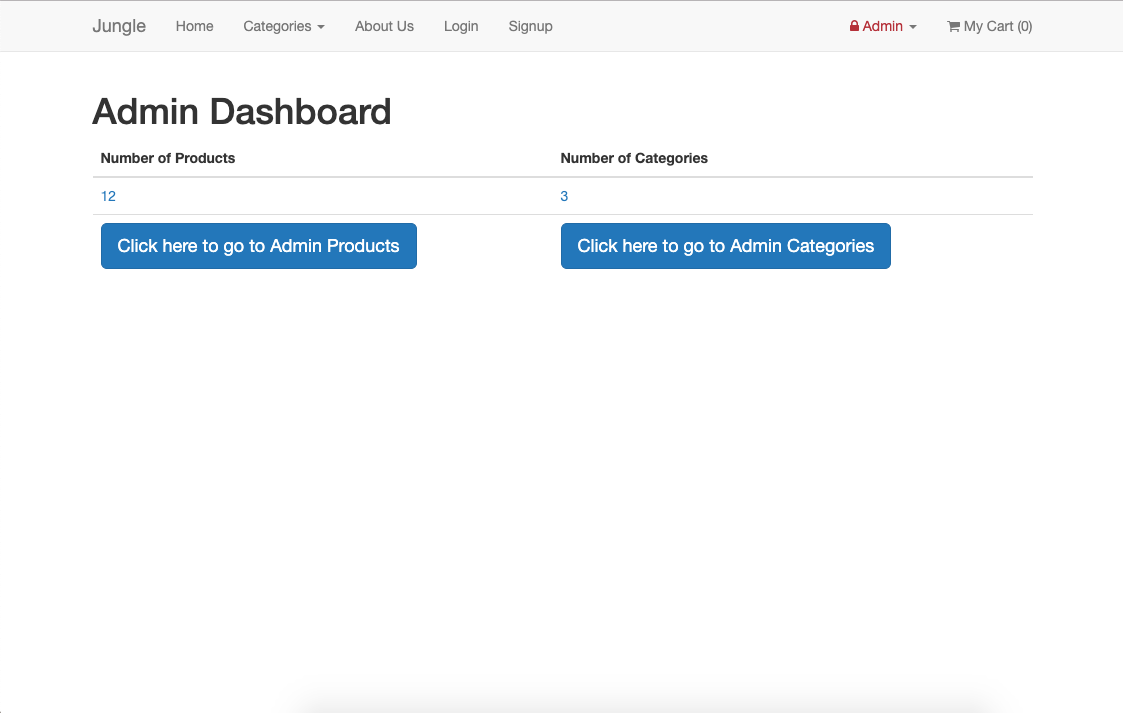 Jungle Home Categories About Us Login Signup Admin My Cart (0)
Admin Dashboard
Number of Products Number of Categories
12 3
Click here to go to Admin Products Click here to go to Admin Categories